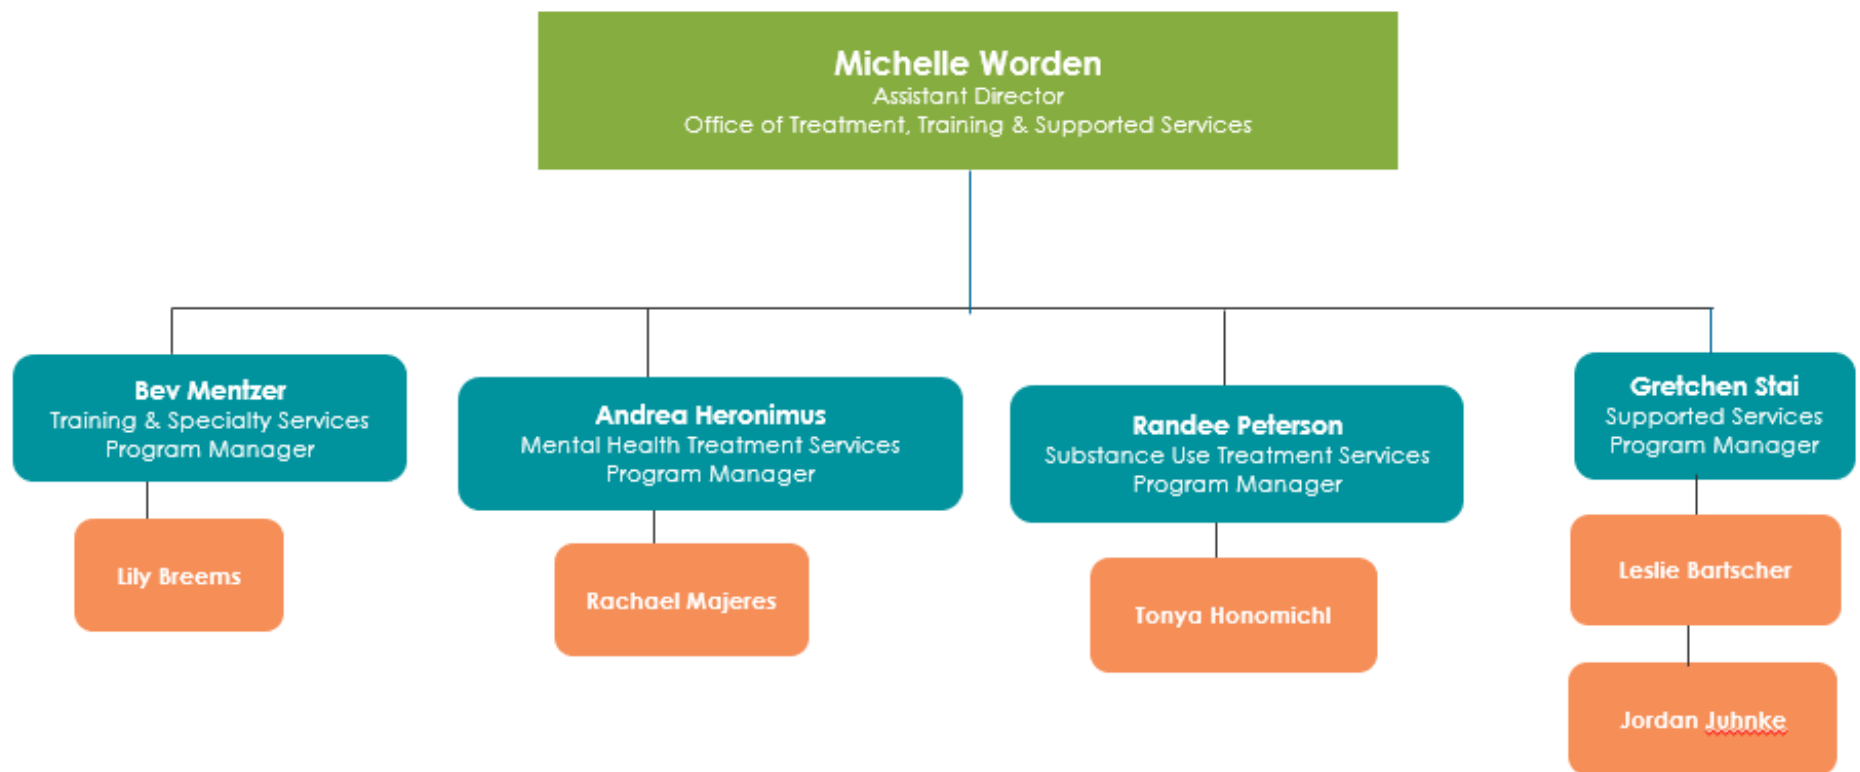 Michelle Worden
Assistant Director
Office of Treatment, Training & Supported Services
Bev Mentzer
Training & Specialty Services
Program Manager
Lily Breems
Andrea Heronimus
Mental Health Treatment Services
Program Manager
Rachael Majeres
Randee Peterson
Substance Use Treatment Services
Program Manager
Tonya Honomichl
Gretchen Stai
Supported Services
Program Manager
Leslie Bartscher
Jordan Juhnke